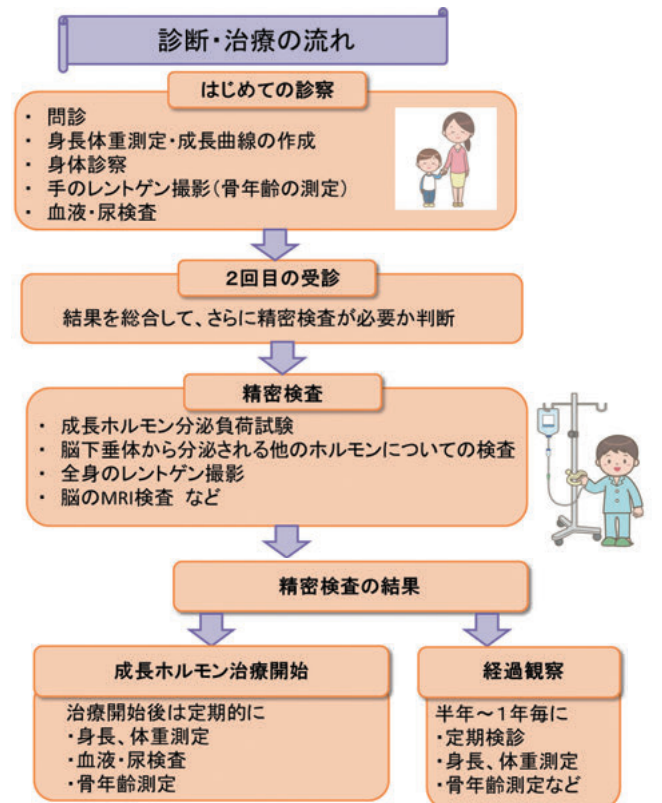 診断・治療の流れ
はじめての診察
・ 問診
・ 身長体重測定・成長曲線の作成
・ 身体診察
・ 手のレントゲン撮影（骨年齢の測定）
・ 血液・尿検査
２回目の受診
結果を総合して、さらに精密検査が必要か判断
精密検査
・ 成長ホルモン分泌負荷試験
・ 脳下垂体から分泌される他のホルモンについての検査
・ 全身のレントゲン撮影
・ 脳のMRI検査 など
精密検査の結果
成長ホルモン治療開始
治療開始後は定期的に
・身長、体重測定
・血液・尿検査
・骨年齢測定
経過観察
半年～１年毎に
・定期検診
・身長、体重測定
・骨年齢測定など